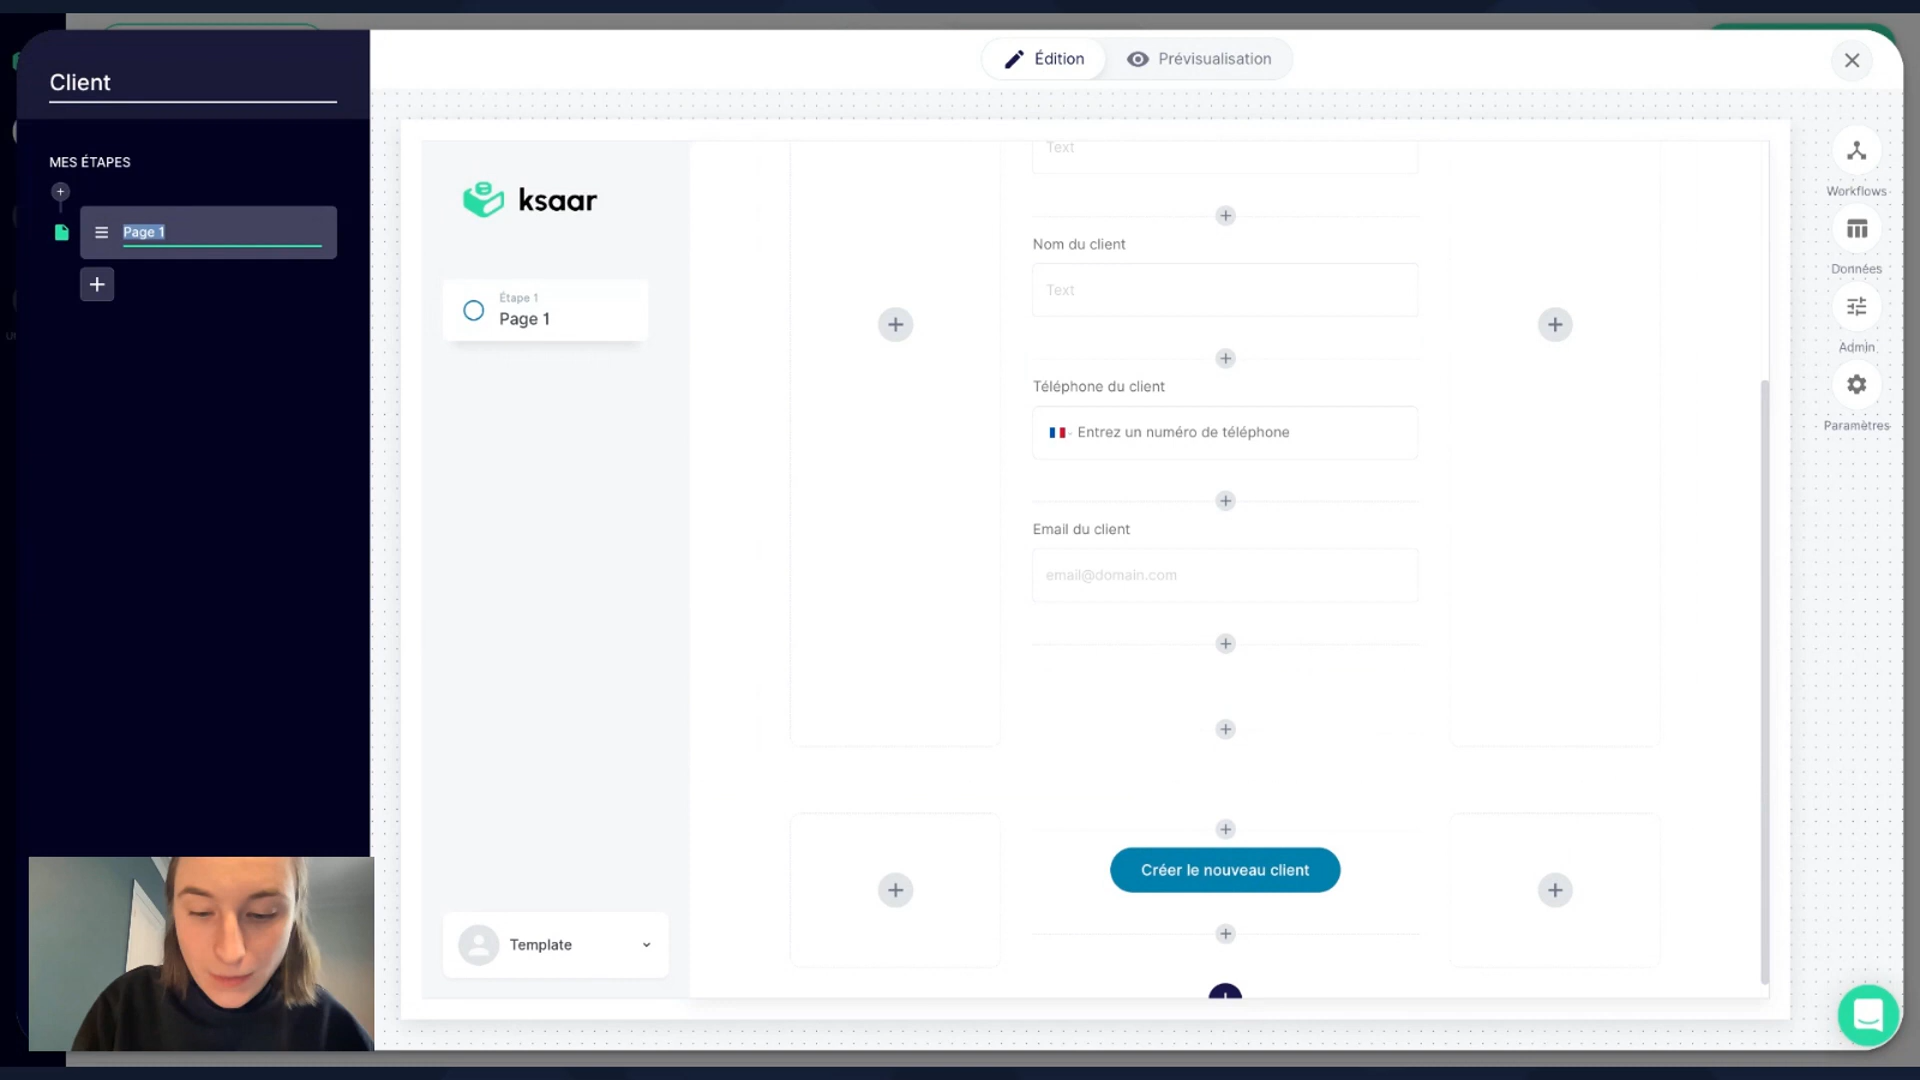 Client
MES ÉTAPES
Page 1
Édition
Prévisualisation
ksaar
Étape 1
Page 1
Template
Text
Nom du client
Text
Téléphone du client
Entrez un numéro de téléphone
Email du client
email@domain.com
Créer le nouveau client
Workflows
Données
Admin
Paramètres